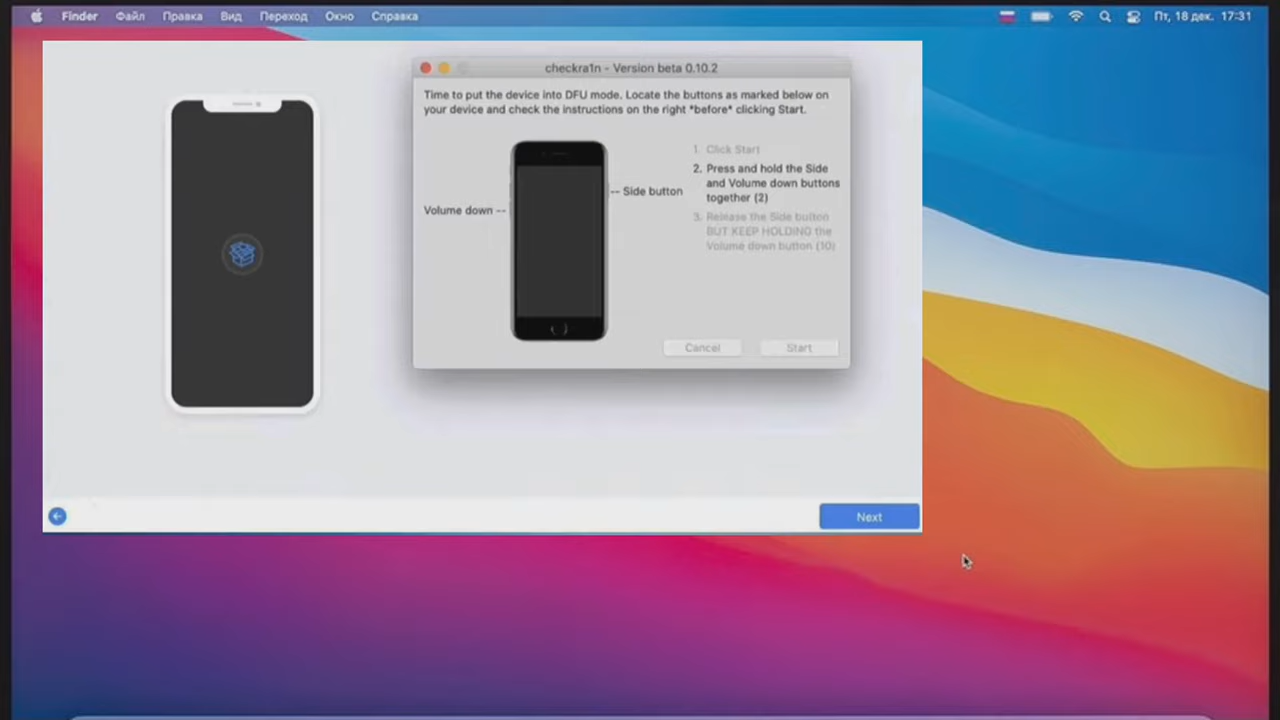 Finder Файл Правка Вид Переход Окно Справка Пт, 18 дек. 17:31
checkra1n - Version beta 0.10.2
Time to put the device into DFU mode. Locate the buttons as marked below on
your device and check the instructions on the right *before* clicking Start.
Volume down --
-- Side button
1. Click Start
2. Press and hold the Side
and Volume down buttons
together (2)
3. Release the Side button
BUT KEEP HOLDING the
Volume down button (10)
Cancel Start
Next